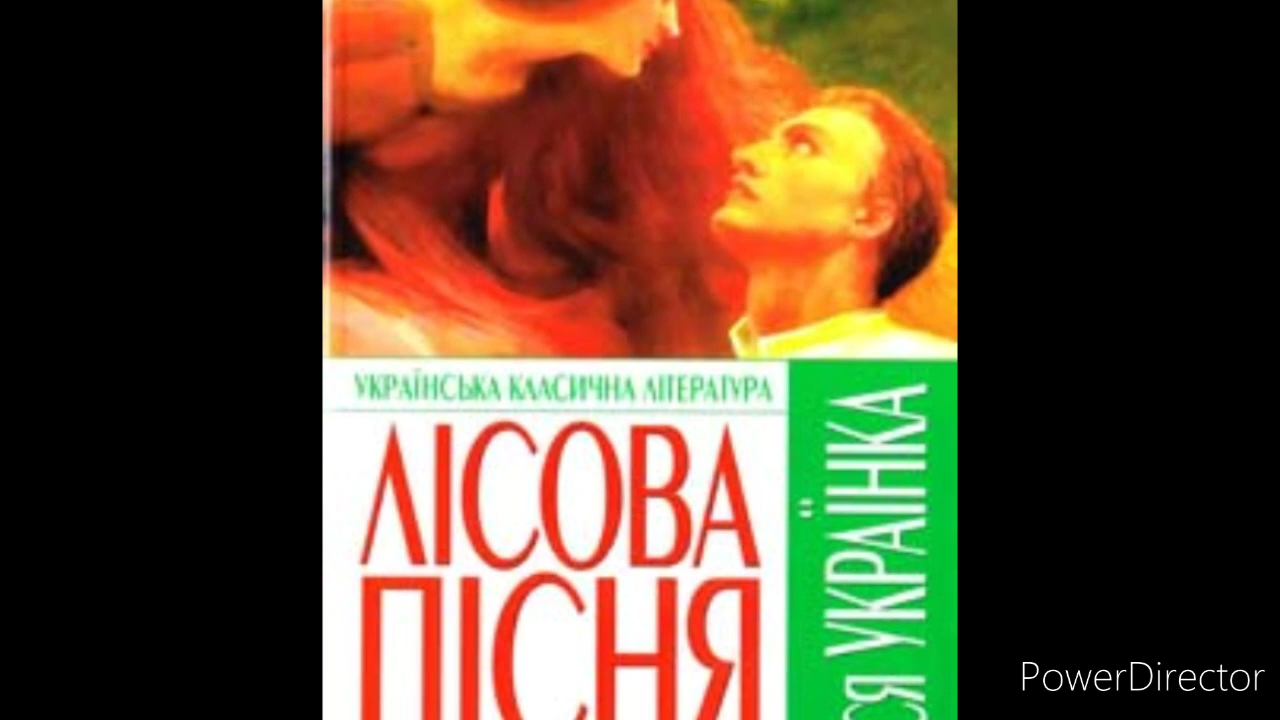 УКРАЇНСЬКА КЛАСИЧНА ЛІТЕРАТУРА
ЛІСОВА
ПІСНЯ
УКРАЇНКА
PowerDirector